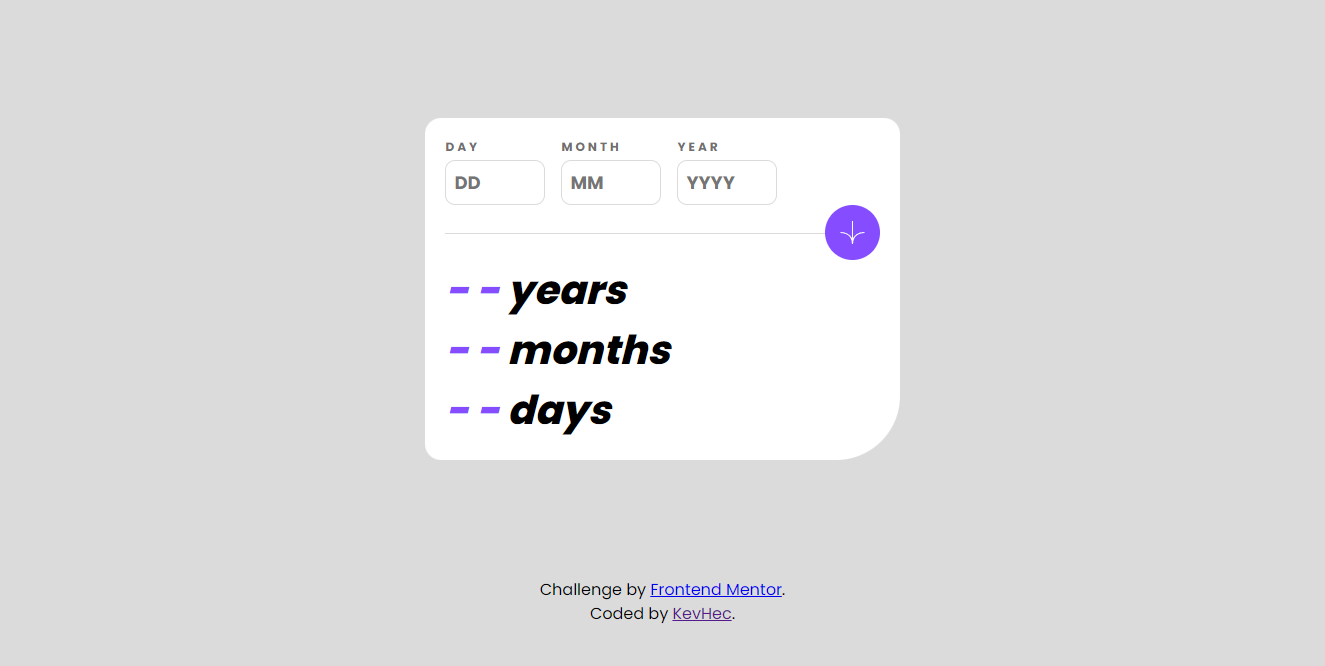 DAY MONTH YEAR
DD MM YYYY
- - years
- - months
- - days
Challenge by Frontend Mentor.
Coded by KevHec.